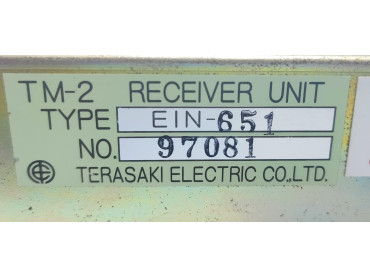 TM-2 RECEIVER UNIT
TYPE EIN-651
NO. 97081
TERASAKI ELECTRIC CO.,LTD.